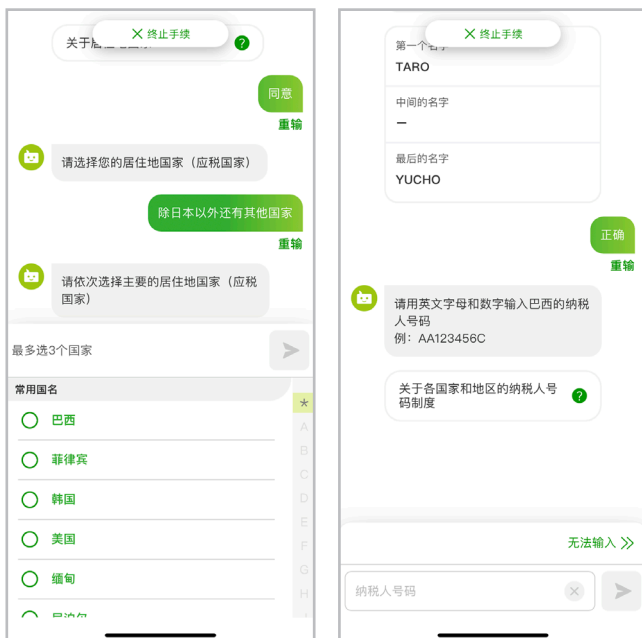 关于
终止手续
?
同意
重输
请选择您的居住地国家（应税国家）
除日本以外还有其他国家
重输
请依次选择主要的居住地国家（应税
国家）
最多选3个国家
常用国名
*
巴西
A
B
菲律宾
C
韩国
D
E
美国
F
G
缅甸
H
第一个名字
终止手续
TARO
中间的名字
—
最后的名字
YUCHO
正确
重输
请用英文字母和数字输入巴西的纳税
人号码
例：AA123456C
关于各国家和地区的纳税人号
码制度
?
无法输入
纳税人号码